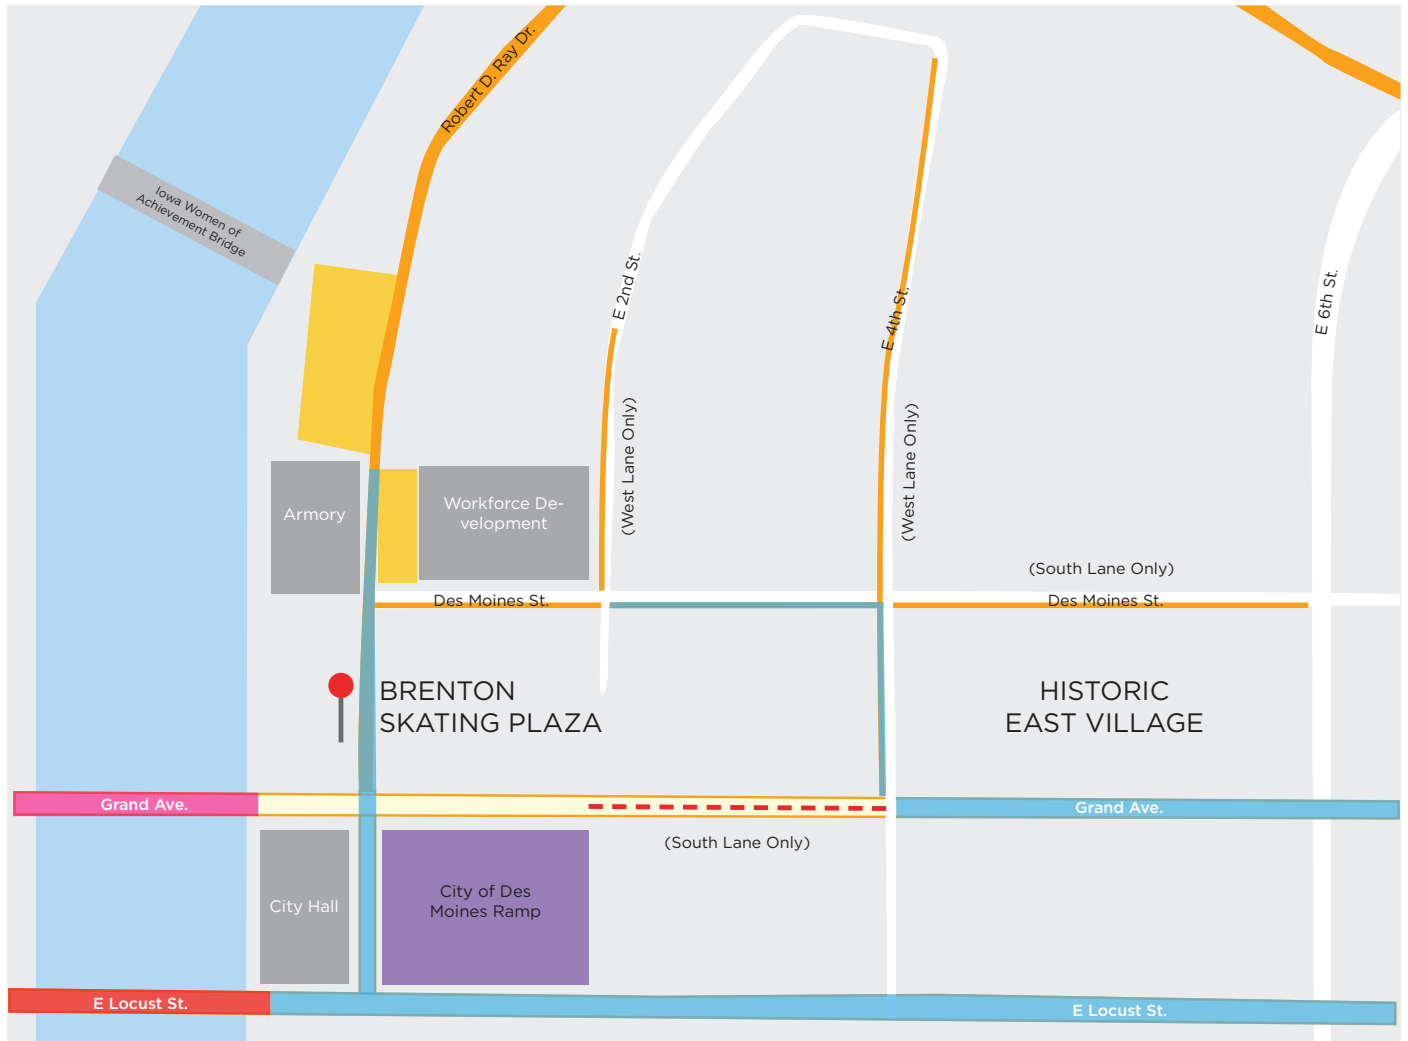 Robert D. Ray Dr.
Iowa Women of
Achievement Bridge
E 2nd St.
E 4th St.
E 6th St.
(West Lane Only)
(West Lane Only)
Armory
Workforce De-
velopment
(South Lane Only)
Des Moines St.
Des Moines St.
BRENTON
SKATING PLAZA
HISTORIC
EAST VILLAGE
Grand Ave.
Grand Ave.
(South Lane Only)
City Hall
City of Des
Moines Ramp
E Locust St.
E Locust St.